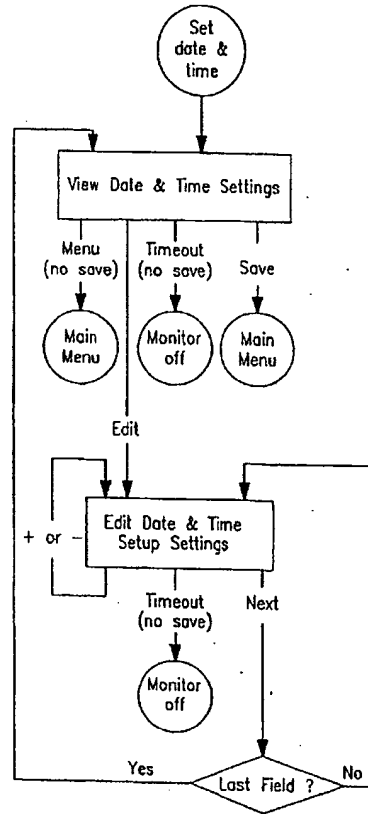 Set
date &
time
View Date & Time Settings
Menu
(no save)
Timeout
(no save)
Save
Main
Menu
Monitor
off
Main
Menu
Edit
+ or -
Edit Date & Time
Setup Settings
Timeout
(no save)
Next
Monitor
off
Yes
Last Field ?
No